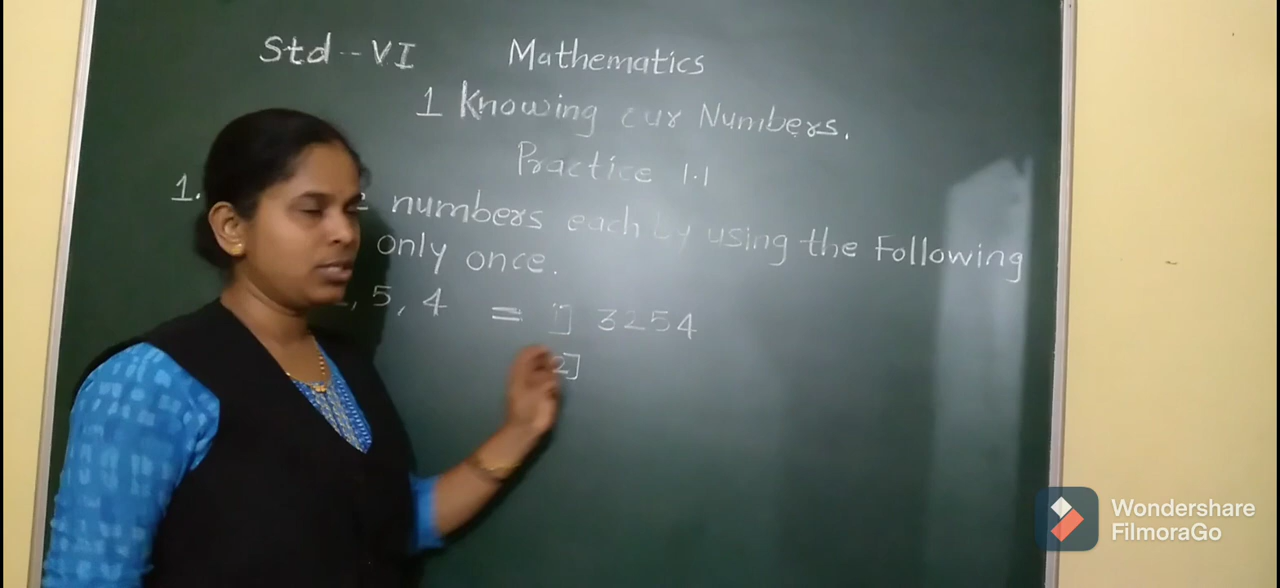 Std - VI Mathematics
1 Knowing our Numbers.
Practice 1.1
1. numbers each by using the Following
only once.
, 5, 4 = 1] 3254
2]
Wondershare
FilmoraGo